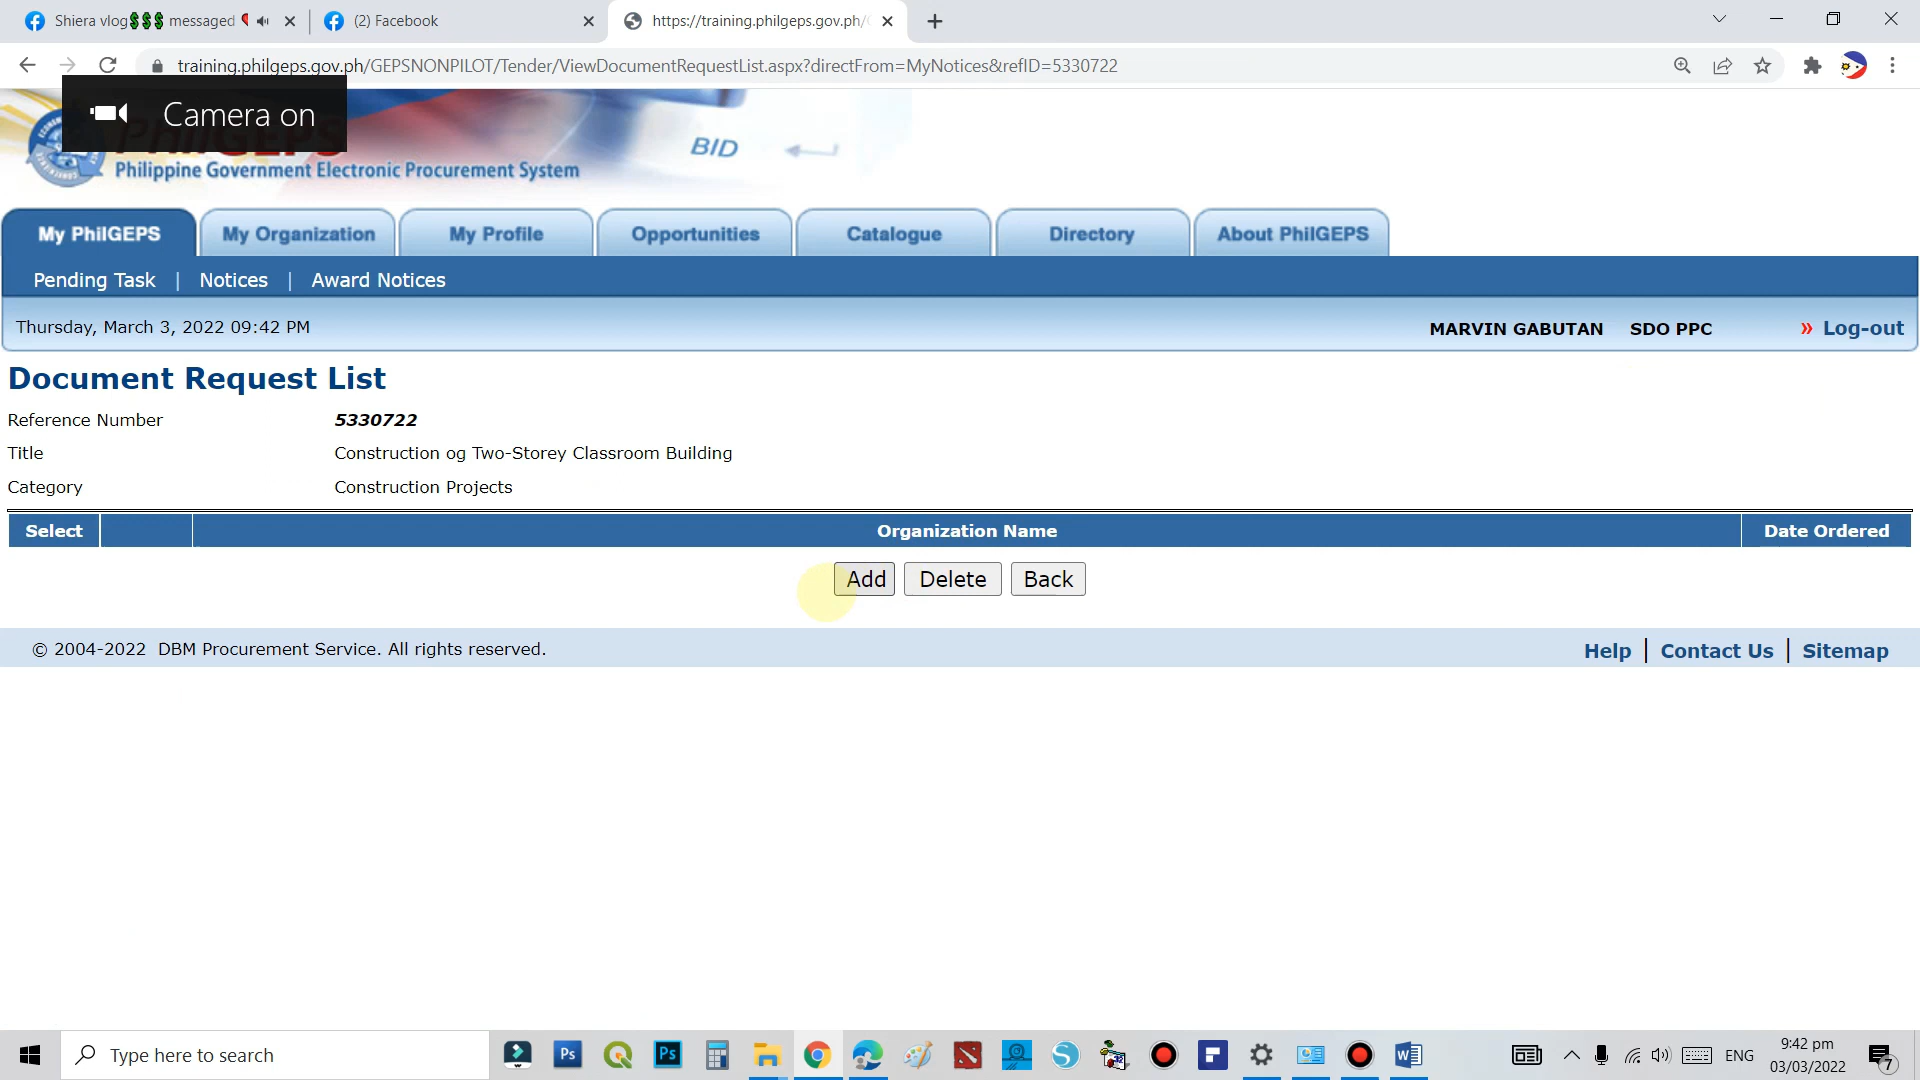 Shiera vlog💲💲💲 messaged
(2) Facebook
https://training.philgeps.gov.ph/
training.philgeps.gov.ph/GEPSNONPILOT/Tender/ViewDocumentRequestList.aspx?directFrom=MyNotices&refID=5330722
Camera on
BID
Philippine Government Electronic Procurement System
My PhilGEPS
My Organization
My Profile
Opportunities
Catalogue
Directory
About PhilGEPS
Pending Task | Notices | Award Notices
Thursday, March 3, 2022 09:42 PM
MARVIN GABUTAN SDO PPC
» Log-out
Document Request List
Reference Number 5330722
Title Construction og Two-Storey Classroom Building
Category Construction Projects
Select Organization Name Date Ordered
Add Delete Back
© 2004-2022 DBM Procurement Service. All rights reserved.
Help | Contact Us | Sitemap
Type here to search
Ps
Ps
ENG
9:42 pm
03/03/2022
7